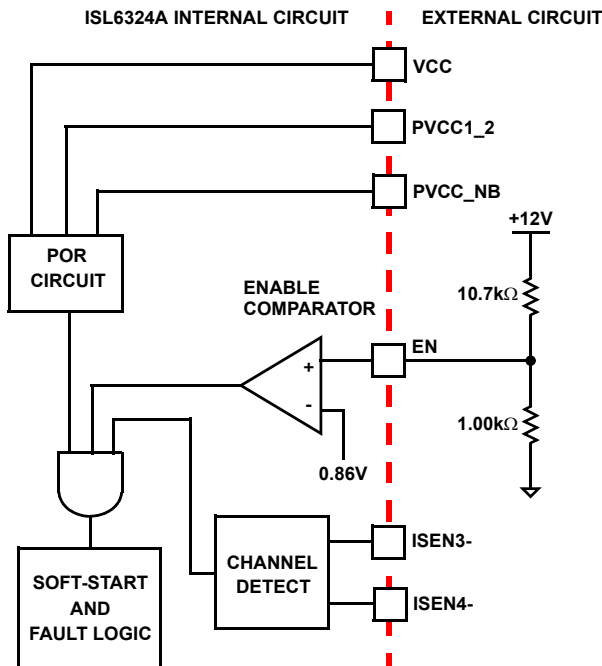 ISL6324A INTERNAL CIRCUIT
EXTERNAL CIRCUIT
VCC
PVCC1_2
PVCC_NB
+12V
POR
CIRCUIT
10.7kΩ
ENABLE
COMPARATOR
EN
+
-
1.00kΩ
0.86V
ISEN3-
CHANNEL
DETECT
ISEN4-
SOFT-START
AND
FAULT LOGIC